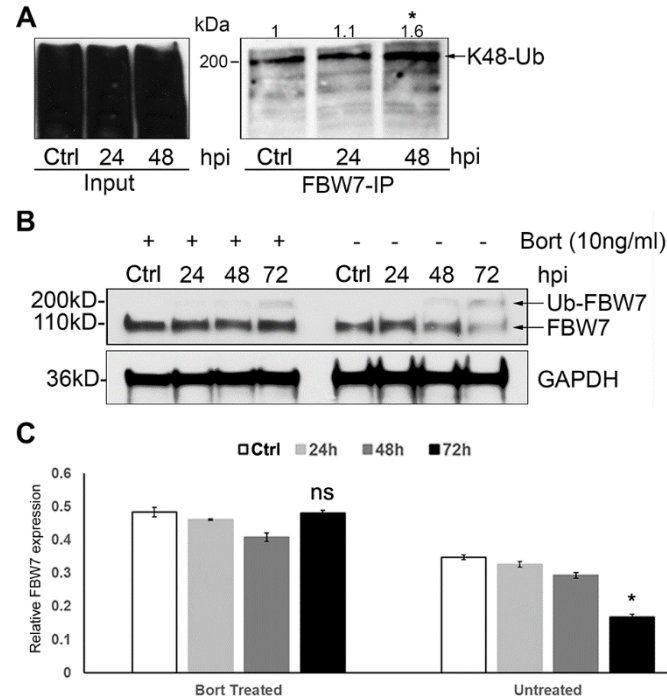 A
kDa
1 1.1 1.6
*
200
K48-Ub
Ctrl 24 48 hpi
Ctrl 24 48 hpi
Input
FBW7-IP
B
+ + + + - - - - Bort (10ng/ml)
Ctrl 24 48 72 Ctrl 24 48 72 hpi
200kD-
Ub-FBW7
110kD-
FBW7
36kD-
GAPDH
C
Ctrl 24h 48h 72h
Relative FBW7 expression
0.6
0.5
0.4
0.3
0.2
0.1
0
ns
*
Bort Treated
Untreated